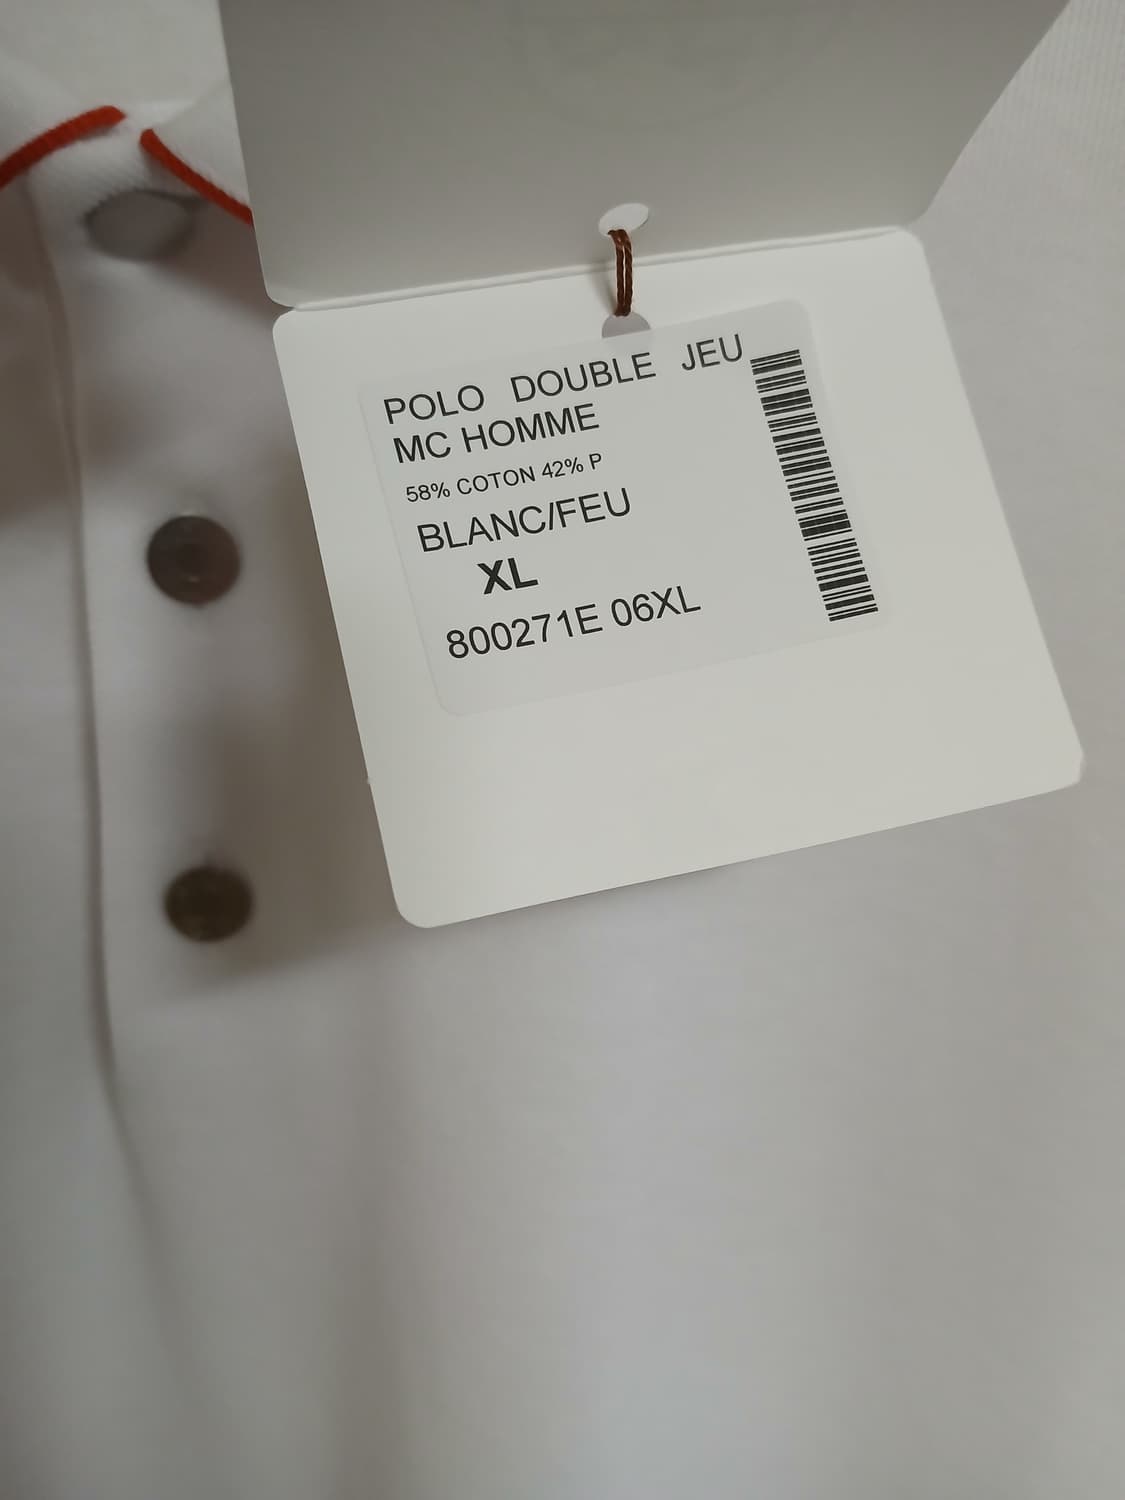 POLO DOUBLE JEU
MC HOMME
58% COTON 42% P
BLANC/FEU
XL
800271E 06XL